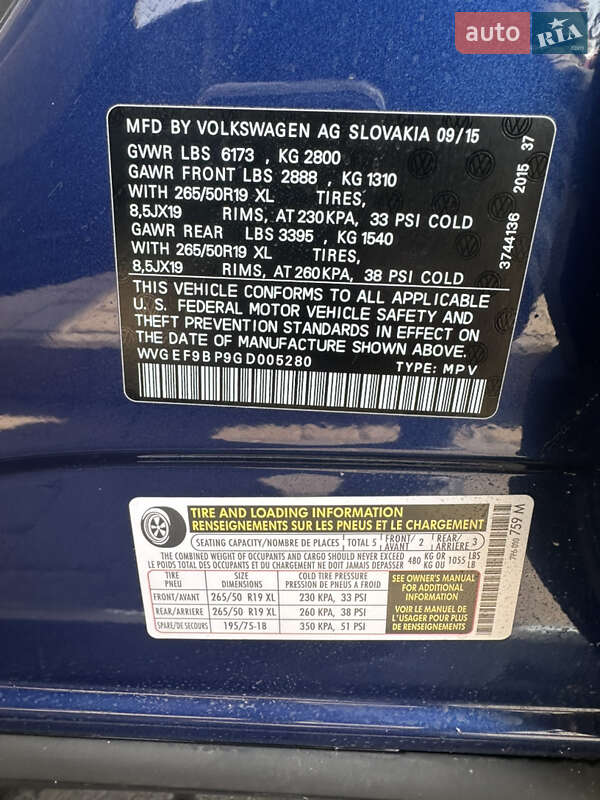 auto RIA.com
MFD BY VOLKSWAGEN AG SLOVAKIA 09/15
GVWR LBS 6173 , KG 2800
GAWR FRONT LBS 2888 , KG 1310
WITH 265/50R19 XL TIRES,
8,5JX19 RIMS, AT 230KPA, 33 PSI COLD
GAWR REAR LBS 3395 , KG 1540
WITH 265/50R19 XL TIRES,
8,5JX19 RIMS, AT 260KPA, 38 PSI COLD
THIS VEHICLE CONFORMS TO ALL APPLICABLE
U. S. FEDERAL MOTOR VEHICLE SAFETY AND
THEFT PREVENTION STANDARDS IN EFFECT ON
THE DATE OF MANUFACTURE SHOWN ABOVE.
WVGEF9BP9GD005280 TYPE: MPV
3744136 2015 37
TIRE AND LOADING INFORMATION
RENSEIGNEMENTS SUR LES PNEUS ET LE CHARGEMENT
SEATING CAPACITY/NOMBRE DE PLACES TOTAL 5 FRONT/AVANT 2 REAR/ARRIÈRE 3
THE COMBINED WEIGHT OF OCCUPANTS AND CARGO SHOULD NEVER EXCEED 480 KG OR 1055 LBS
LE POIDS TOTAL DES OCCUPANTS ET DU CHARGEMENT NE DOIT JAMAIS DEPASSER KG OU LB
TIRE SIZE COLD TIRE PRESSURE
PNEU DIMENSIONS PRESSION A FROID
FRONT/AVANT 265/50 R19 XL 230 KPA, 33 PSI
REAR/ARRIERE 265/50 R19 XL 260 KPA, 38 PSI
SPARE/DE SECOURS 195/75-18 350 KPA, 51 PSI
SEE OWNER'S MANUAL
FOR ADDITIONAL
INFORMATION
VOIR LE MANUEL DE
L'USAGER POUR PLUS
DE RENSEIGNEMENTS
759 M